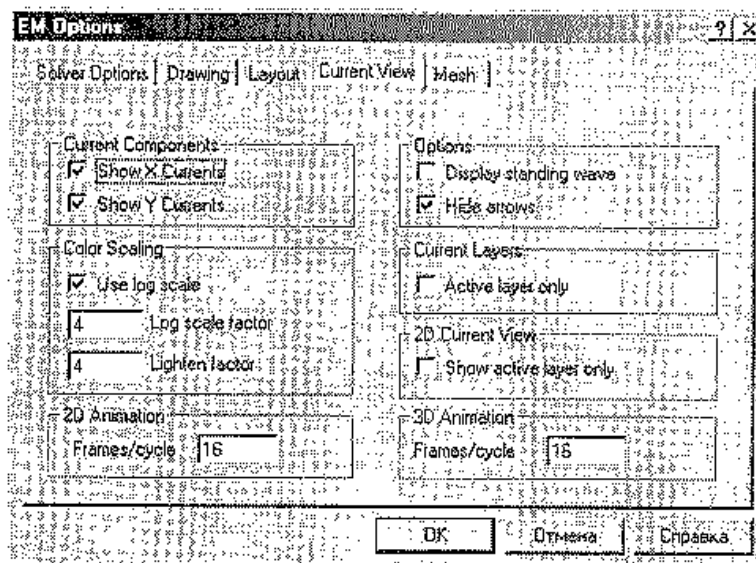 EM Options
Solver Options Drawing Layout Current View Mesh
Current Components
Show X Currents
Show Y Currents
Options
Display standing wave
Hide arrows
Color Scaling
Use log scale
4 Log scale factor
4 Lighten factor
Current Layers
Active layer only
2D Current View
Show active layer only
2D Animation
Frames/cycle 16
3D Animation
Frames/cycle 16
OK Отмена Справка